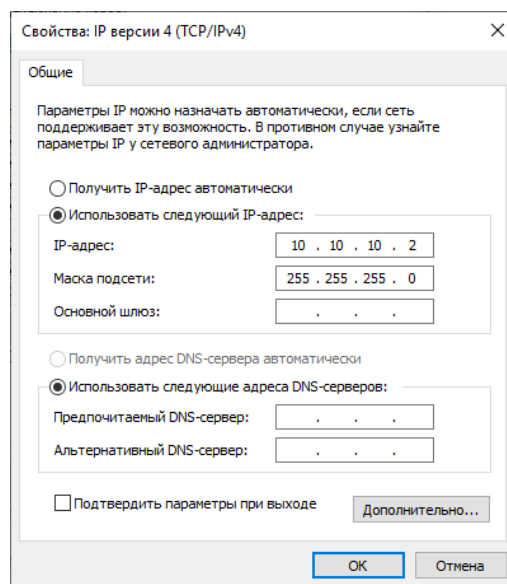 Свойства: IP версии 4 (TCP/IPv4)
Общие
Параметры IP можно назначать автоматически, если сеть
поддерживает эту возможность. В противном случае узнайте
параметры IP у сетевого администратора.
Получить IP-адрес автоматически
Использовать следующий IP-адрес:
IP-адрес: 10 . 10 . 10 . 2
Маска подсети: 255 . 255 . 255 . 0
Основной шлюз: . . .
Получить адрес DNS-сервера автоматически
Использовать следующие адреса DNS-серверов:
Предпочитаемый DNS-сервер: . . .
Альтернативный DNS-сервер: . . .
Подтвердить параметры при выходе
Дополнительно...
ОК Отмена